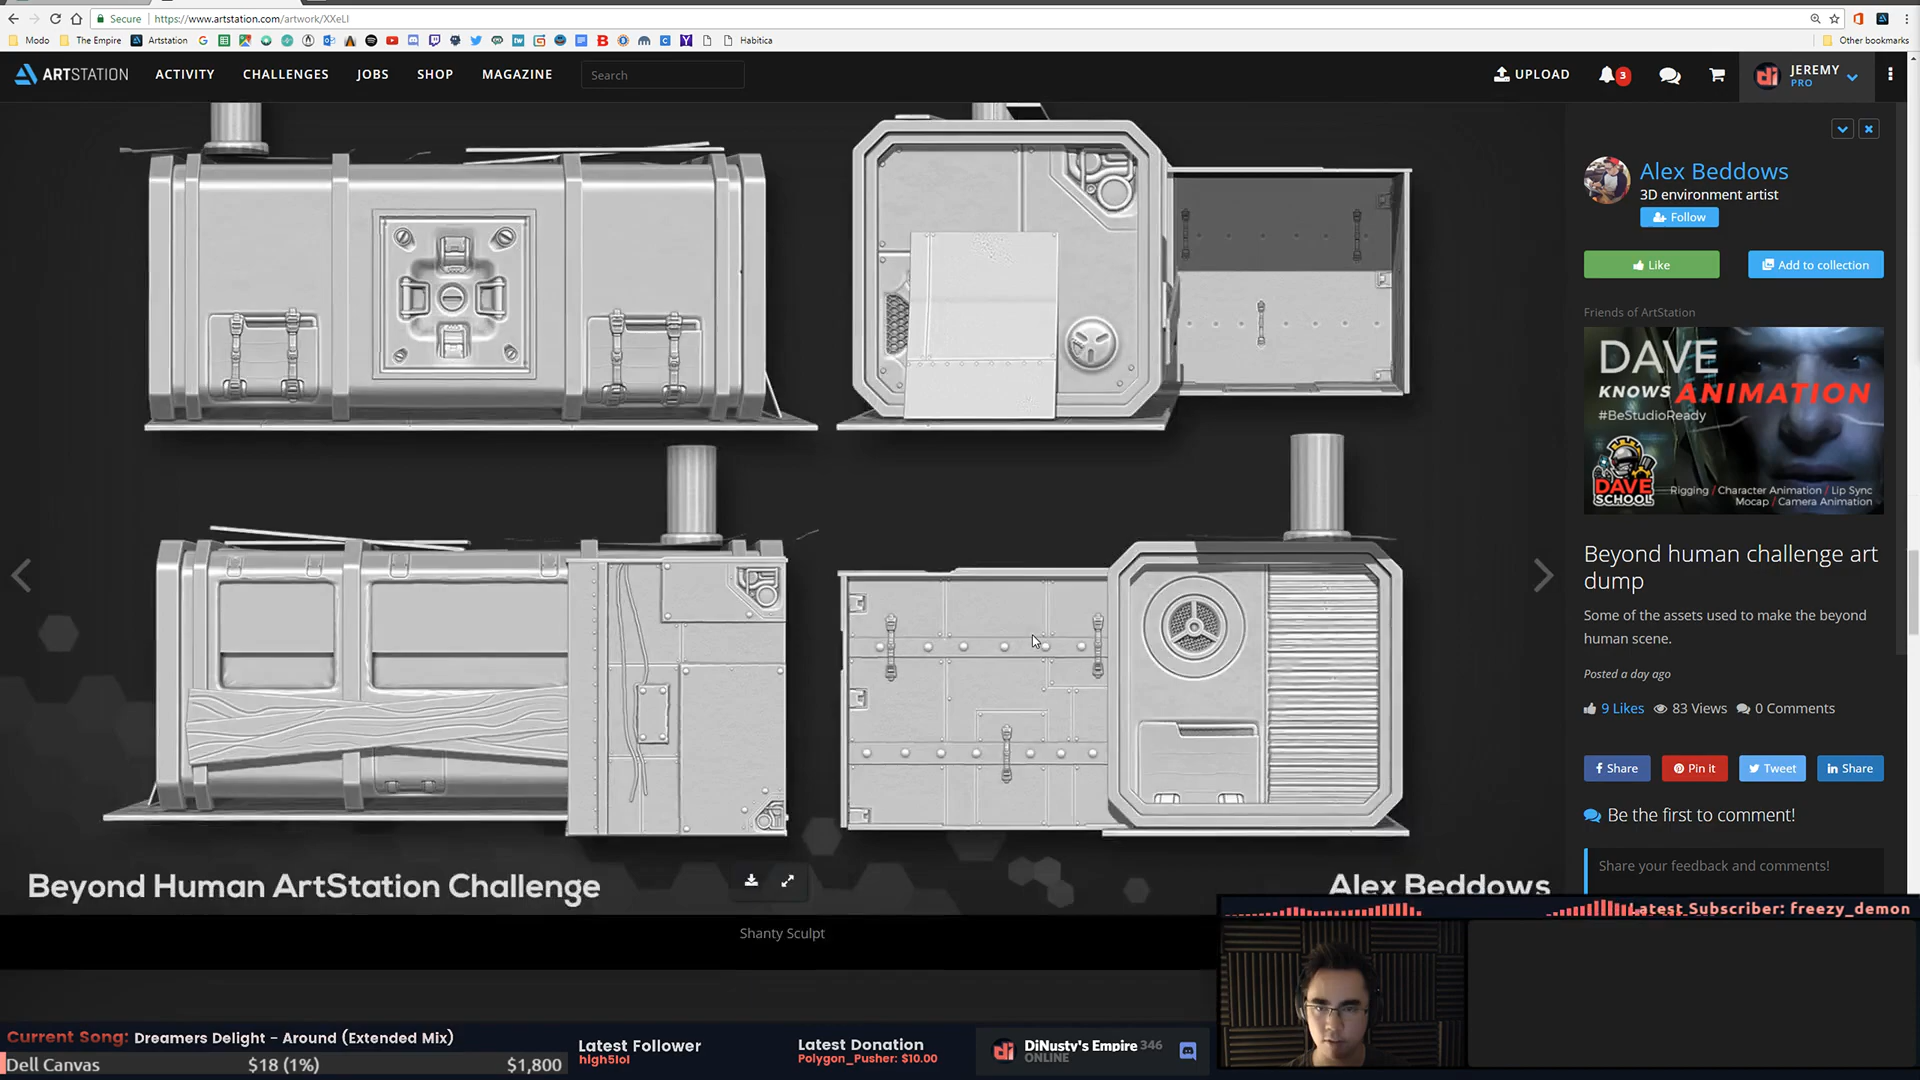 Secure
https://www.artstation.com/artwork/XXeLl
Modo
The Empire
Artstation
Habitica
Other bookmarks
ARTSTATION
ACTIVITY
CHALLENGES
JOBS
SHOP
MAGAZINE
Search
UPLOAD
3
JEREMY
PRO
Alex Beddows
3D environment artist
Follow
Like
Add to collection
Friends of ArtStation
DAVE
KNOWS ANIMATION
#BeStudioReady
DAVE
SCHOOL
Rigging / Character Animation / Lip Sync
Mocap / Camera Animation
Beyond human challenge art
dump
Some of the assets used to make the beyond
human scene.
Posted a day ago
9 Likes 83 Views 0 Comments
Share Pin it Tweet Share
Be the first to comment!
Share your feedback and comments!
Beyond Human ArtStation Challenge
Alex Beddows
Shanty Sculpt
Latest Subscriber: freezy_demon
Current Song: Dreamers Delight - Around (Extended Mix)
Dell Canvas $18 (1%) $1,800
Latest Follower
h1gh5lol
Latest Donation
Polygon_Pusher: $10.00
DiNusty's Empire 346
ONLINE